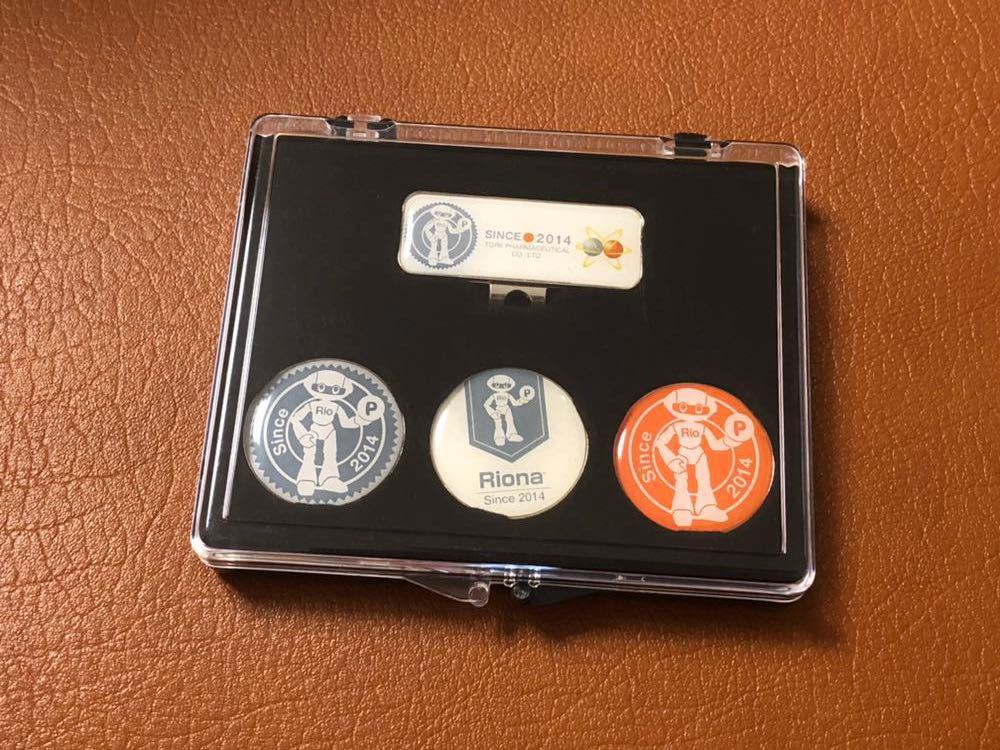 P
SINCE 2014
TORII PHARMACEUTICAL
CO., LTD
Rio
P
Since 2014
P
Riona
Since 2014
Rio
P
Since 2014